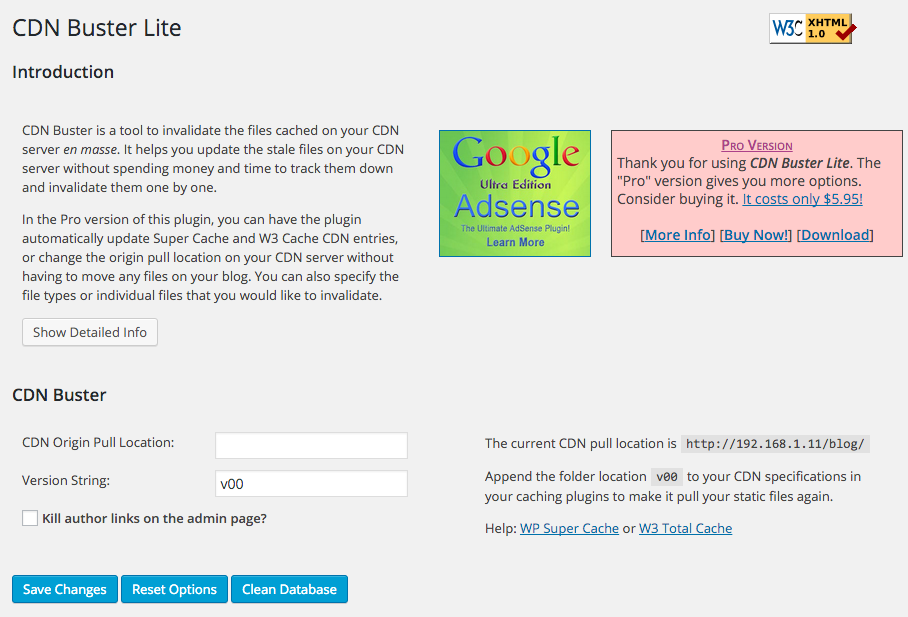 CDN Buster Lite
W3C XHTML 1.0
Introduction
CDN Buster is a tool to invalidate the files cached on your CDN
server en masse. It helps you update the stale files on your CDN
server without spending money and time to track them down
and invalidate them one by one.
In the Pro version of this plugin, you can have the plugin
automatically update Super Cache and W3 Cache CDN entries,
or change the origin pull location on your CDN server without
having to move any files on your blog. You can also specify the
file types or individual files that you would like to invalidate.
Show Detailed Info
Google
Ultra Edition
Adsense
The Ultimate AdSense Plugin!
Learn More
Pro Version
Thank you for using CDN Buster Lite. The
"Pro" version gives you more options.
Consider buying it. It costs only $5.95!
[More Info] [Buy Now!] [Download]
CDN Buster
CDN Origin Pull Location:
Version String:
v00
Kill author links on the admin page?
The current CDN pull location is http://192.168.1.11/blog/
Append the folder location v00 to your CDN specifications in
your caching plugins to make it pull your static files again.
Help: WP Super Cache or W3 Total Cache
Save Changes
Reset Options
Clean Database